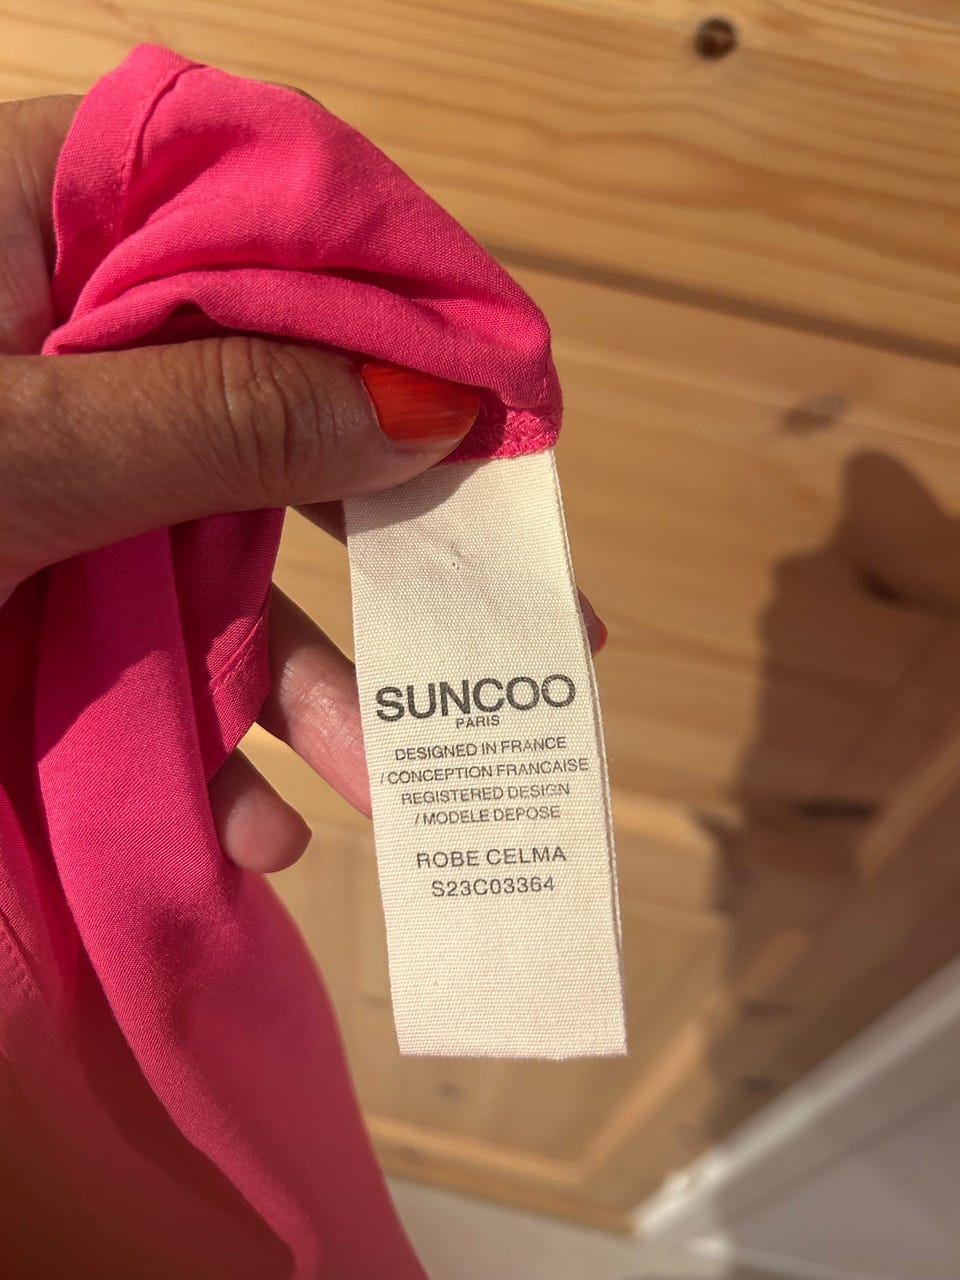 SUNCOO
PARIS
DESIGNED IN FRANCE
/ CONCEPTION FRANCAISE
REGISTERED DESIGN
/ MODELE DEPOSE
ROBE CELMA
S23C03364